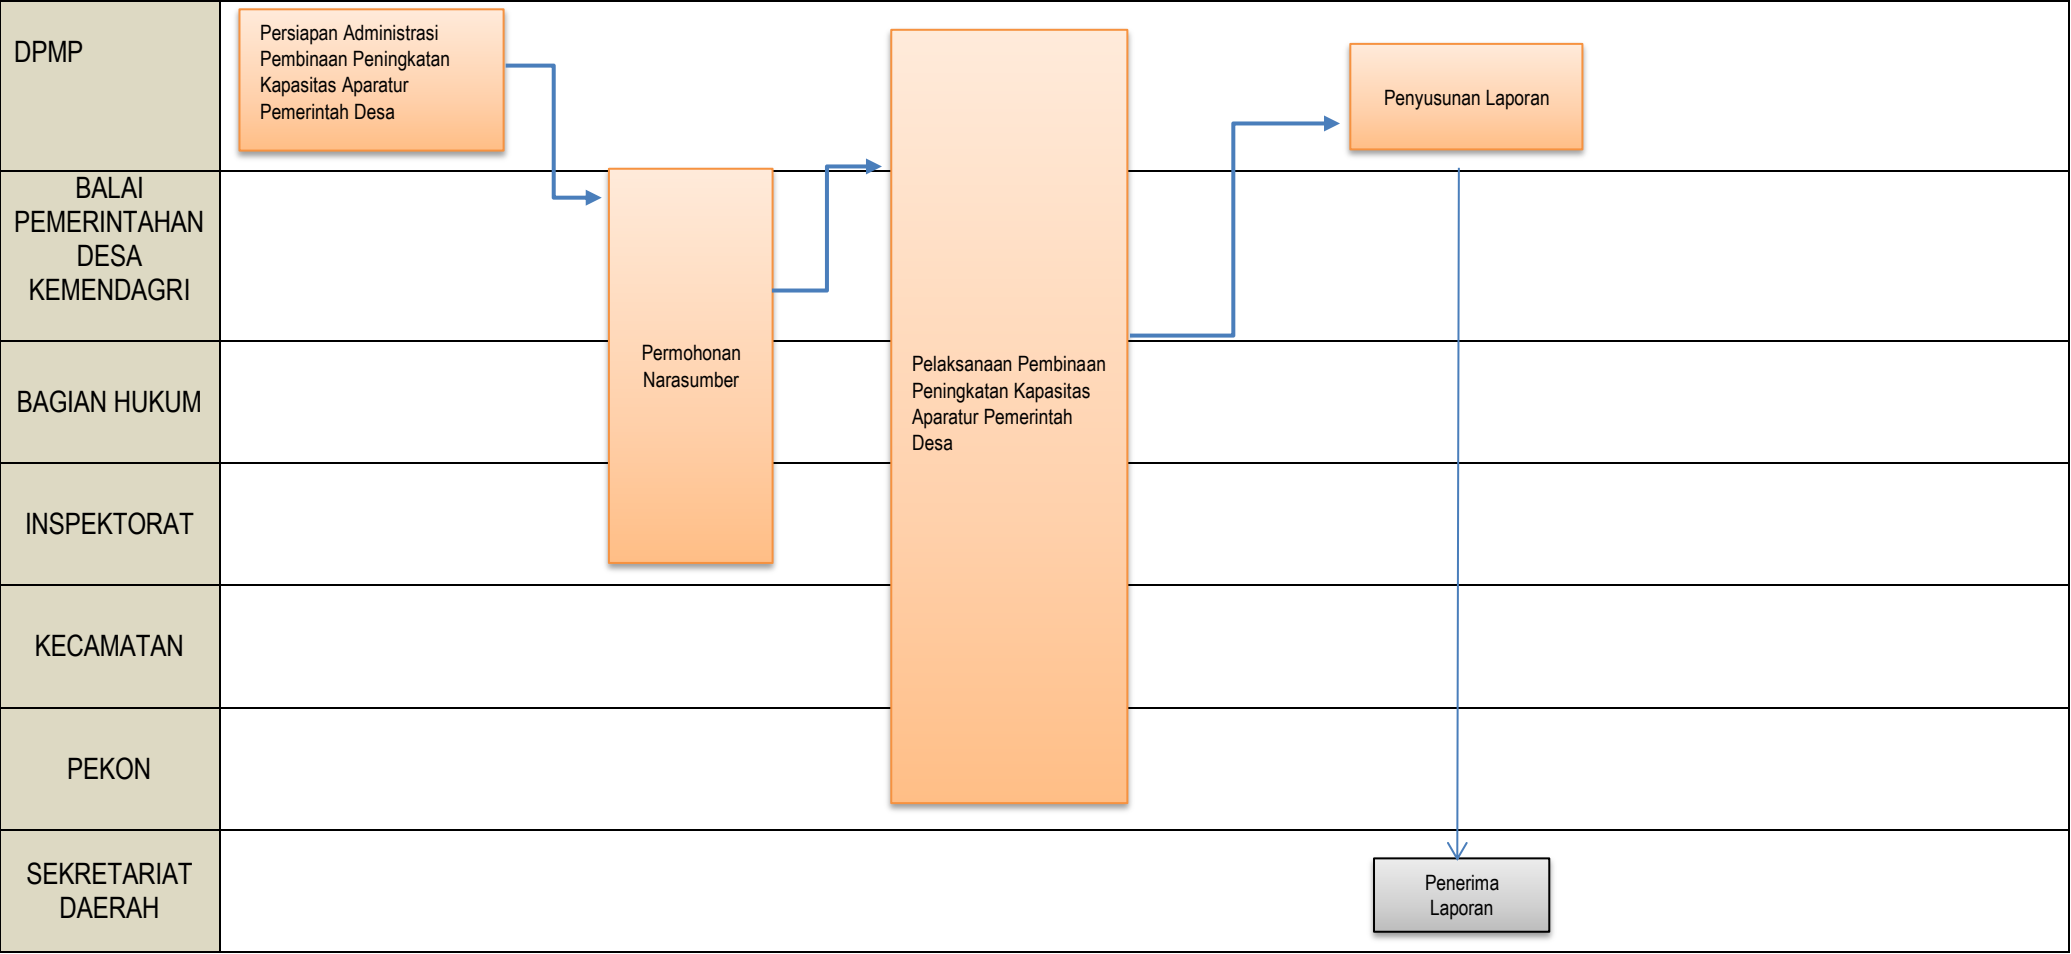 DPMP
Persiapan Administrasi
Pembinaan Peningkatan
Kapasitas Aparatur
Pemerintah Desa
Penyusunan Laporan
BALAI
PEMERINTAHAN
DESA
KEMENDAGRI
Permohonan
Narasumber
Pelaksanaan Pembinaan
Peningkatan Kapasitas
Aparatur Pemerintah
Desa
BAGIAN HUKUM
INSPEKTORAT
KECAMATAN
PEKON
SEKRETARIAT
DAERAH
Penerima
Laporan